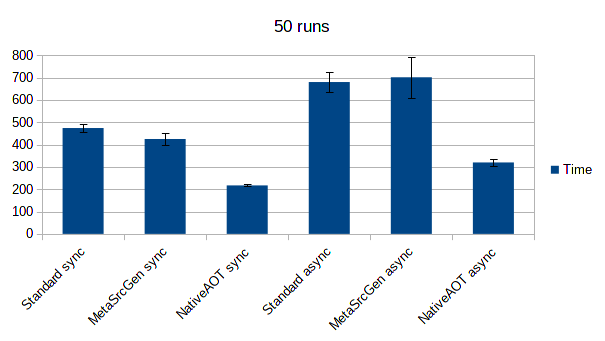 50 runs
800
700
600
500
400
300
200
100
0
Time
Standard sync
MetaSrcGen sync
NativeAOT sync
Standard async
MetaSrcGen async
NativeAOT async